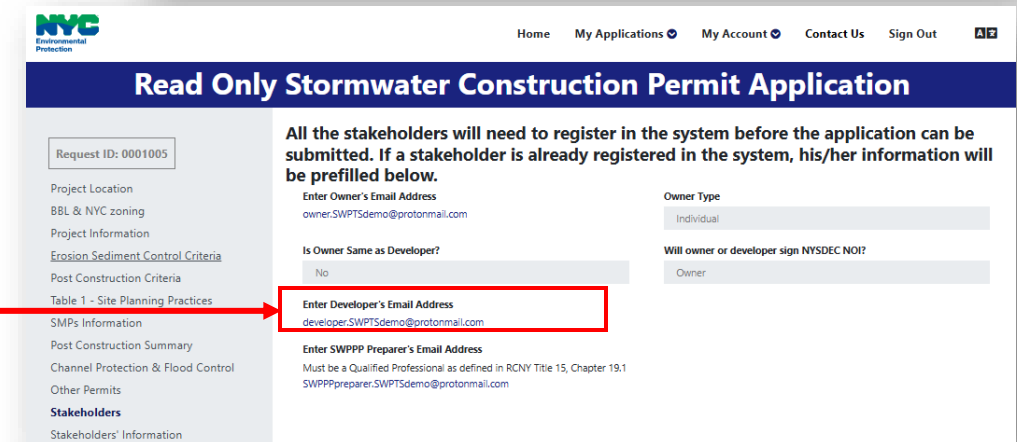 NYC
Environmental
Protection
Home My Applications My Account Contact Us Sign Out
Read Only Stormwater Construction Permit Application
Request ID: 0001005
Project Location
BBL & NYC zoning
Project Information
Erosion Sediment Control Criteria
Post Construction Criteria
Table 1 - Site Planning Practices
SMPs Information
Post Construction Summary
Channel Protection & Flood Control
Other Permits
Stakeholders
Stakeholders' Information
All the stakeholders will need to register in the system before the application can be
submitted. If a stakeholder is already registered in the system, his/her information will
be prefilled below.
Enter Owner's Email Address
owner.SWPTSdemo@protonmail.com
Owner Type
Individual
Is Owner Same as Developer?
No
Will owner or developer sign NYSDEC NOI?
Owner
Enter Developer's Email Address
developer.SWPTSdemo@protonmail.com
Enter SWPPP Preparer's Email Address
Must be a Qualified Professional as defined in RCNY Title 15, Chapter 19.1
SWPPPpreparer.SWPTSdemo@protonmail.com